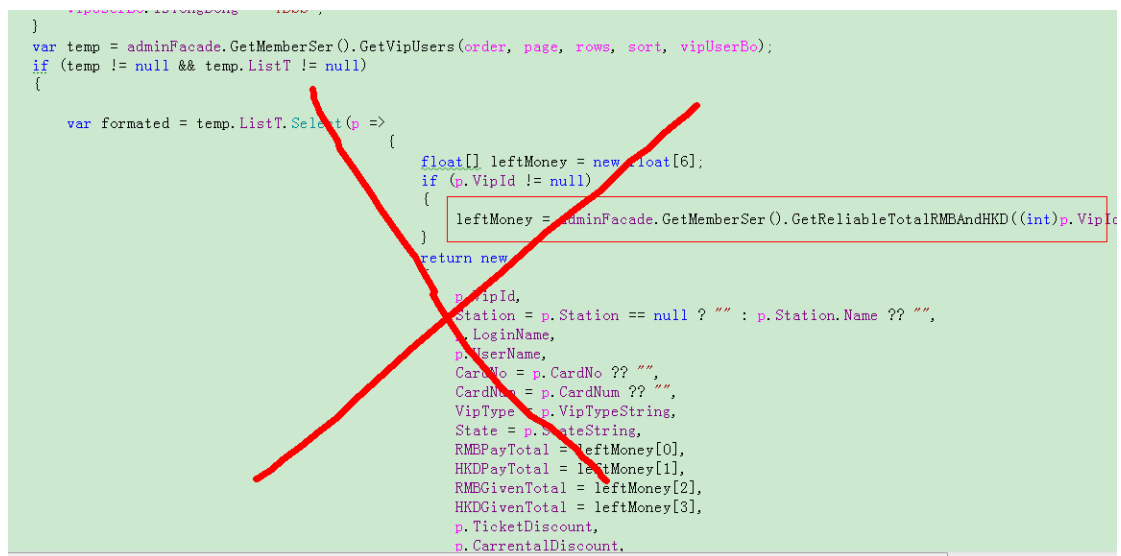 }
var temp = adminFacade.GetMemberSer().GetVipUsers(order, page, rows, sort, vipUserBo);
if (temp != null && temp.ListT != null)
{
var formated = temp.ListT.Select(p =>
{
float[] leftMoney = new float[6];
if (p.VipId != null)
{
leftMoney = adminFacade.GetMemberSer().GetReliableTotalRMBAndHKD((int)p.VipId
}
return new
{
p.VipId,
Station = p.Station == null ? "" : p.Station.Name ?? "",
p.LoginName,
p.UserName,
CardNo = p.CardNo ?? "",
CardNum = p.CardNum ?? "",
VipType = p.VipTypeString,
State = p.StateString,
RMBPayTotal = leftMoney[0],
HKDPayTotal = leftMoney[1],
RMBGivenTotal = leftMoney[2],
HKDGivenTotal = leftMoney[3],
p.TicketDiscount,
p.CarrentalDiscount,